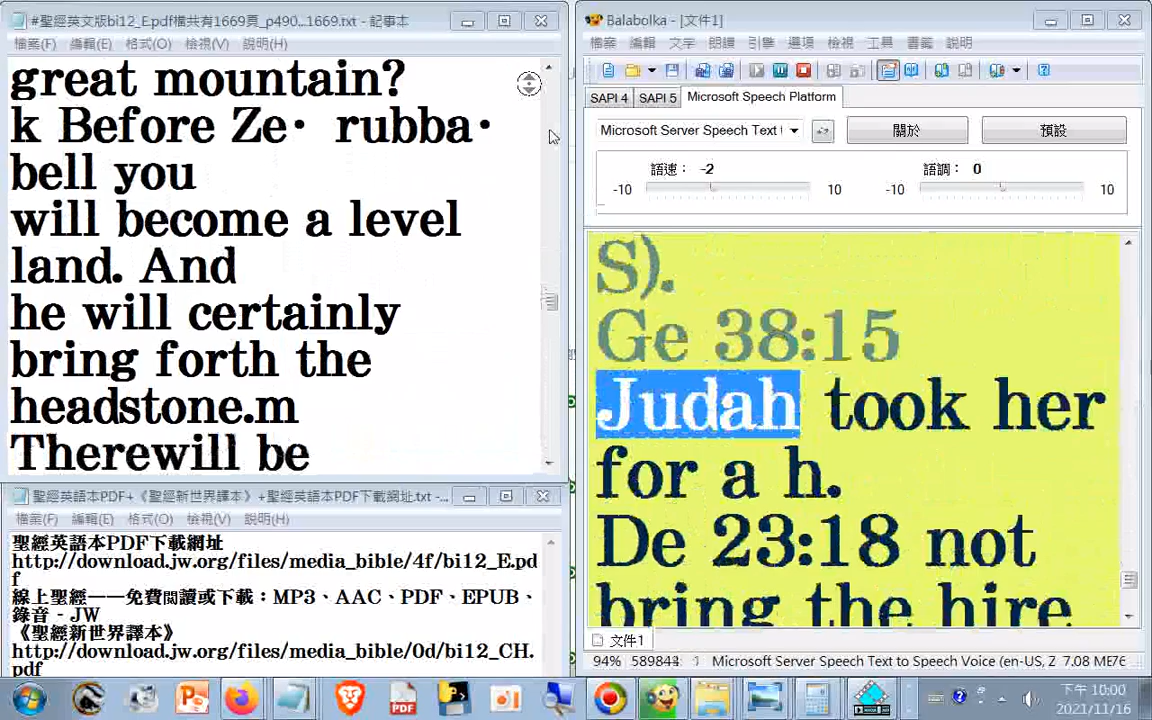 #聖經英文版bi12_E.pdf檔共有1669頁_p490...1669.txt - 記事本
檔案(F) 編輯(E) 格式(O) 檢視(V) 說明(H)
great mountain?
k Before Ze· rubba·
bell you
will become a level
land. And
he will certainly
bring forth the
headstone.m
Therewill be
聖經英語本PDF+《聖經新世界譯本》+聖經英語本PDF下載網址.txt - ...
檔案(F) 編輯(E) 格式(O) 檢視(V) 說明(H)
聖經英語本PDF下載網址
http://download.jw.org/files/media_bible/4f/bi12_E.pd
f
線上聖經——免費閱讀或下載：MP3、AAC、PDF、EPUB、
錄音 - JW
《聖經新世界譯本》
http://download.jw.org/files/media_bible/0d/bi12_CH.
pdf
Balabolka - [文件1]
檔案 編輯 文字 朗讀 引擎 選項 檢視 工具 書籤 說明
SAPI 4 SAPI 5 Microsoft Speech Platform
Microsoft Server Speech Text 關於 預設
語速： -2 語調： 0
-10 10 -10 10
S).
Ge 38:15
Judah took her
for a h.
De 23:18 not
bring the hire
文件1
94% 589844 1 Microsoft Server Speech Text to Speech Voice (en-US, Z 7.08 ME76
下午 10:00
2021/11/16